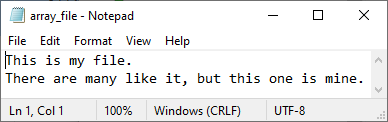 array_file - Notepad
File Edit Format View Help
This is my file.
There are many like it, but this one is mine.
Ln 1, Col 1 100% Windows (CRLF) UTF-8